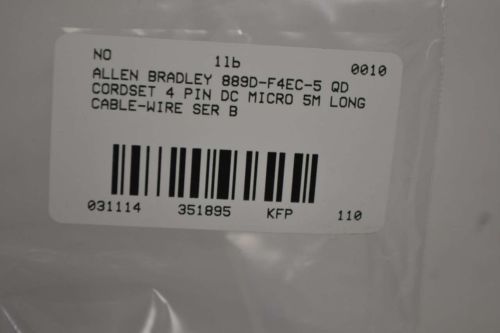 NO 1lb 0010
ALLEN BRADLEY 889D-F4EC-5 QD
CORDSET 4 PIN DC MICRO 5M LONG
CABLE-WIRE SER B
031114 351895 KFP 110